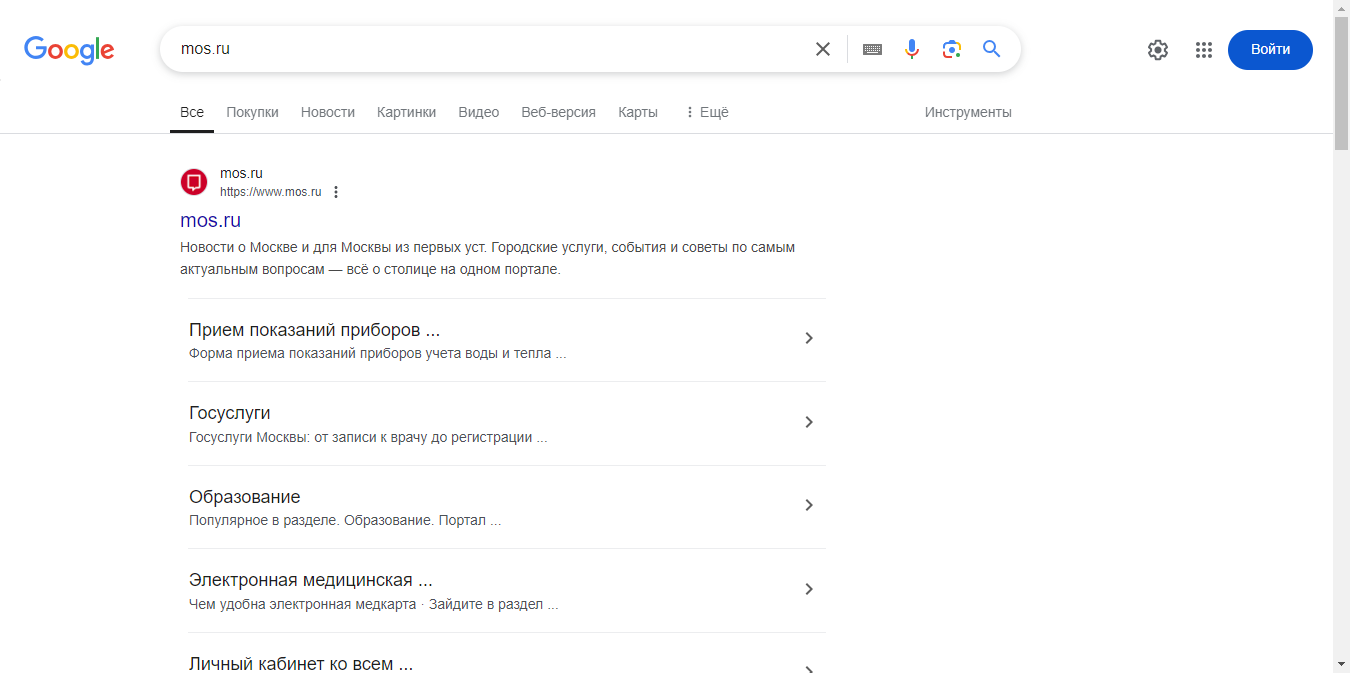 Google
mos.ru
Войти
Все Покупки Новости Картинки Видео Веб-версия Карты Ещё Инструменты
mos.ru
https://www.mos.ru
mos.ru
Новости о Москве и для Москвы из первых уст. Городские услуги, события и советы по самым
актуальным вопросам — всё о столице на одном портале.
Прием показаний приборов ...
Форма приема показаний приборов учета воды и тепла ...
Госуслуги
Госуслуги Москвы: от записи к врачу до регистрации ...
Образование
Популярное в разделе. Образование. Портал ...
Электронная медицинская ...
Чем удобна электронная медкарта · Зайдите в раздел ...
Личный кабинет ко всем ...